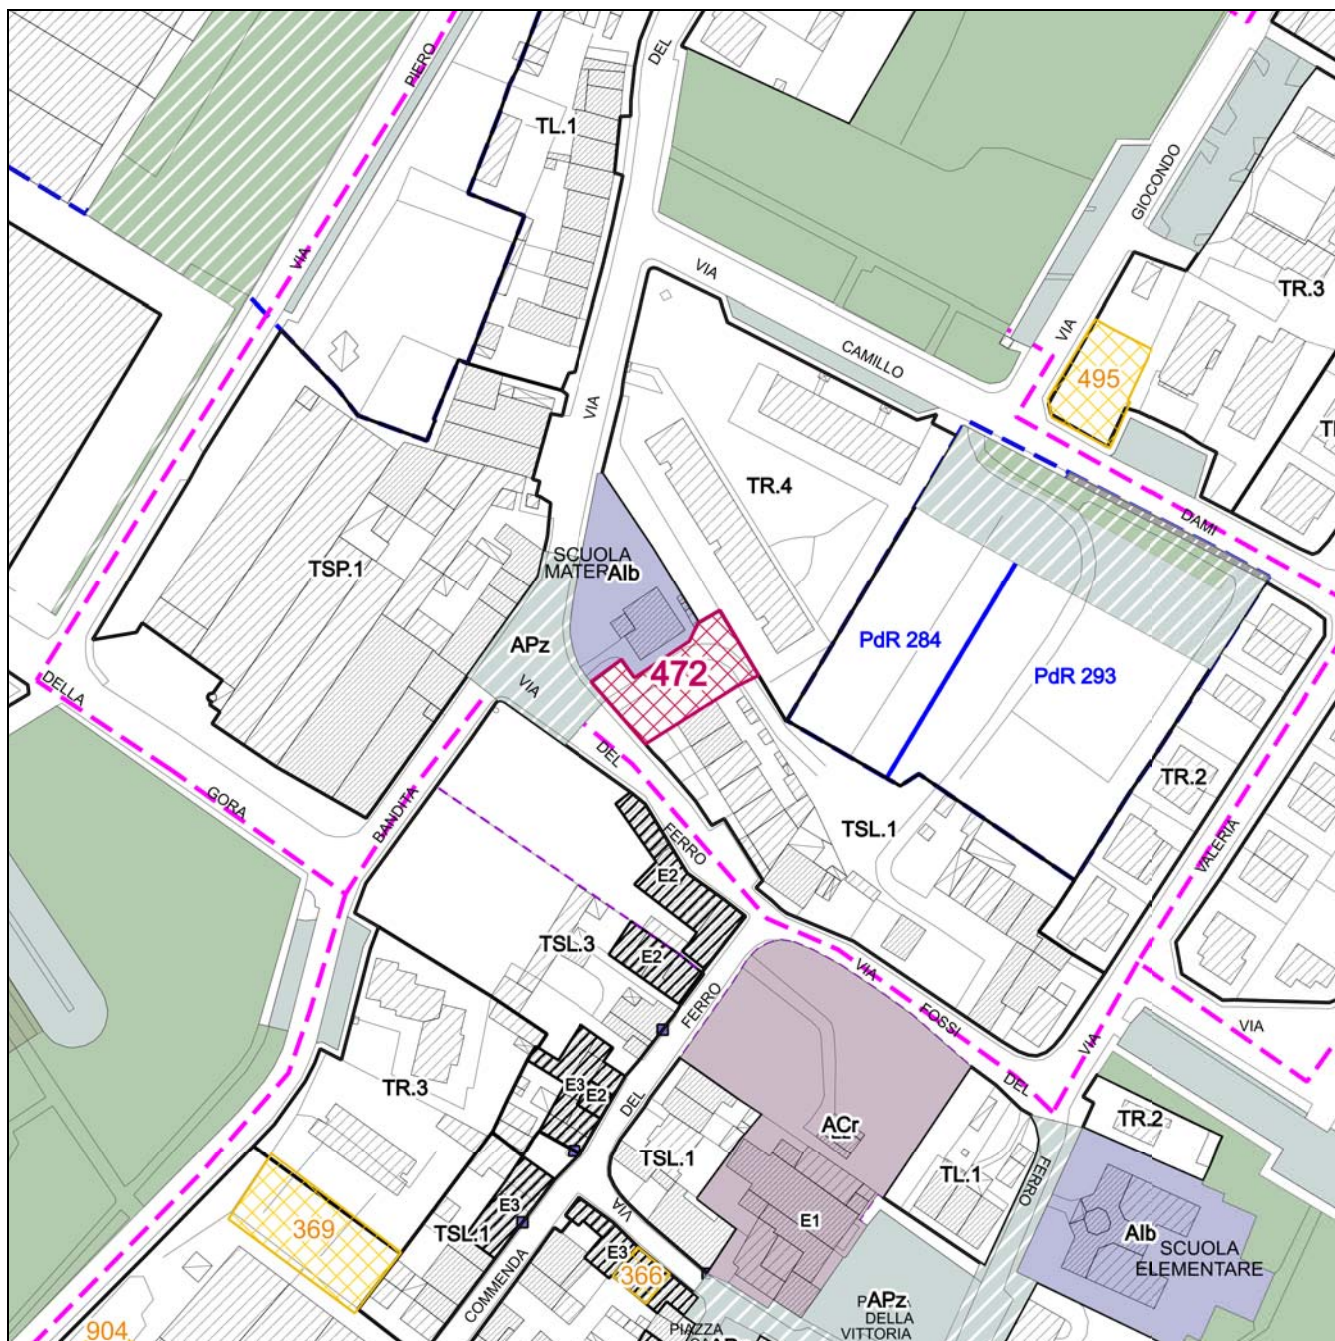 PIERO
DEL
TL.1
VIA
GIOCONDO
VIA
TR.3
VIA
CAMILLO
VIA
495
VIA
TR.4
DAMI
SCUOLA
MATER
AIb
TSP.1
APz
VIA
472
PdR 284
PdR 293
DELLA
GORA
BANDITA
DEL
FERRO
TR.2
VALERIA
TSL.1
E2
TSL.3
E2
FERRO
VIA
FOSSI
DEL
VIA
VIA
TR.3
E3
E2
DEL
ACr
TR.2
TSL.1
TL.1
FERRO
E3
TSL.1
VIA
E1
AIb
SCUOLA
ELEMENTARE
369
COMMENDA
E3
366
APz
DELLA
VITTORIA
PIAZZA
904